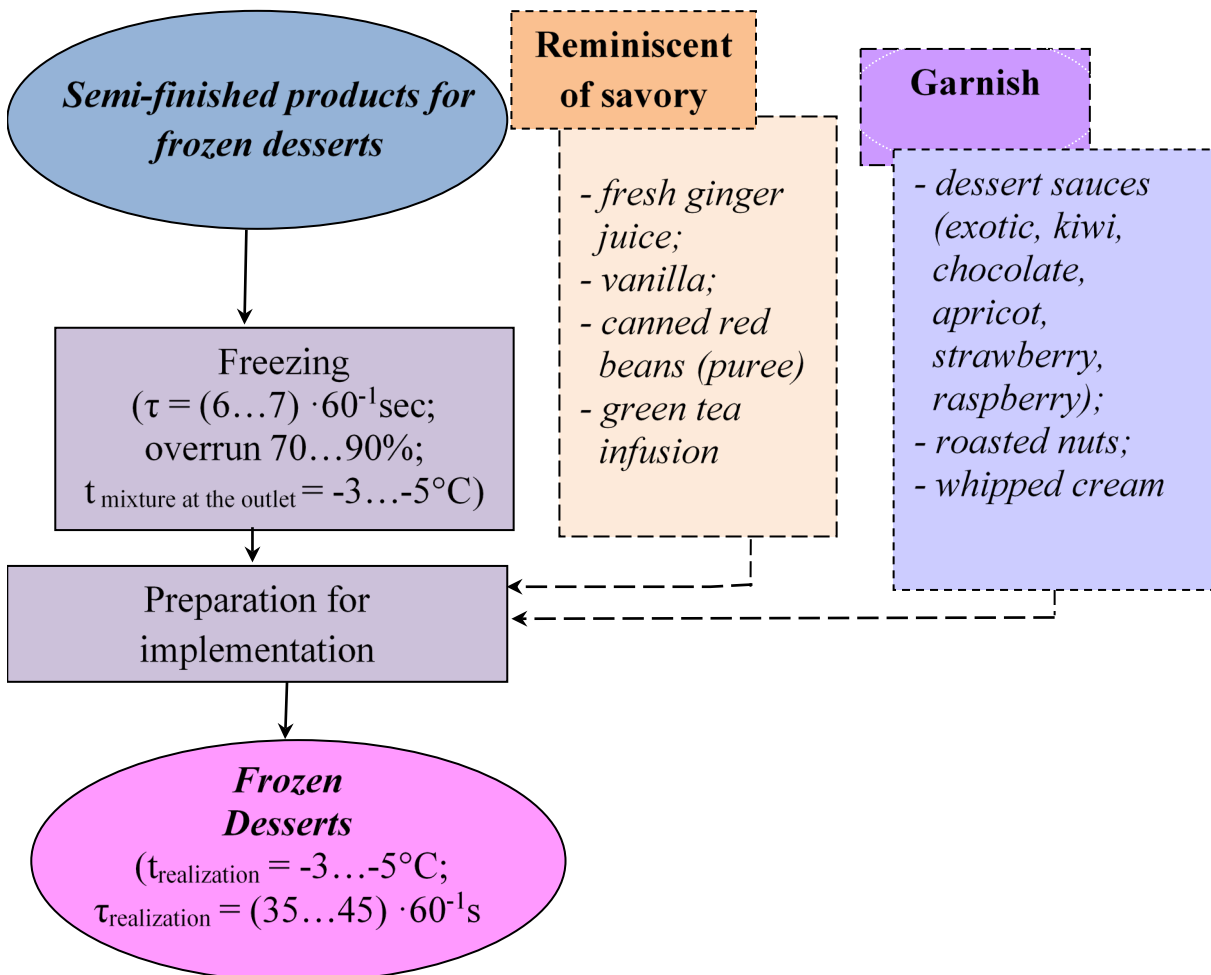 Semi-finished products for
frozen desserts
Reminiscent
of savory
Garnish
- fresh ginger
juice;
- vanilla;
- canned red
beans (puree)
- green tea
infusion
- dessert sauces
(exotic, kiwi,
chocolate,
apricot,
strawberry,
raspberry);
- roasted nuts;
- whipped cream
Freezing
(τ = (6…7) ·60⁻¹sec;
overrun 70…90%;
t mixture at the outlet = -3…-5°C)
Preparation for
implementation
Frozen
Desserts
(t realization = -3…-5°C;
τ realization = (35…45) ·60⁻¹s